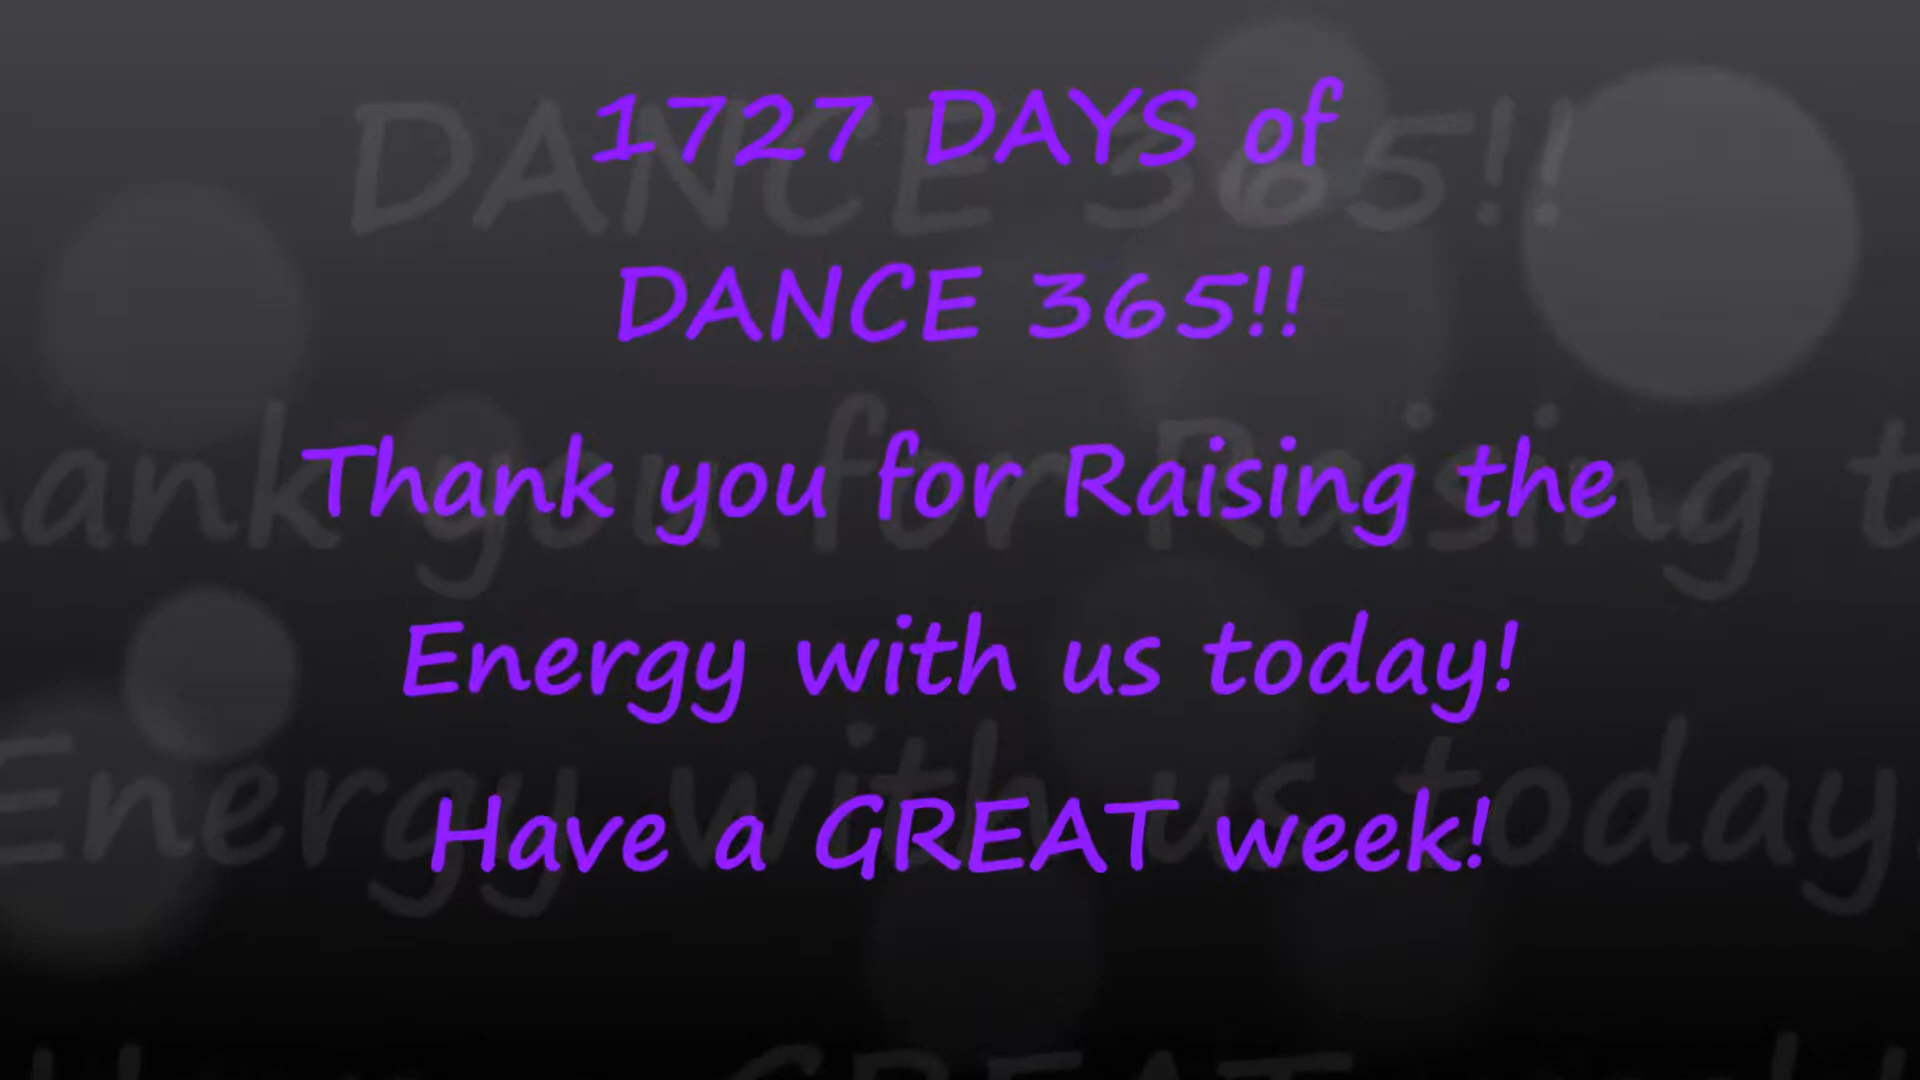 1727 DAYS of
DANCE 365!!
Thank you for Raising the
Energy with us today!
Have a GREAT week!